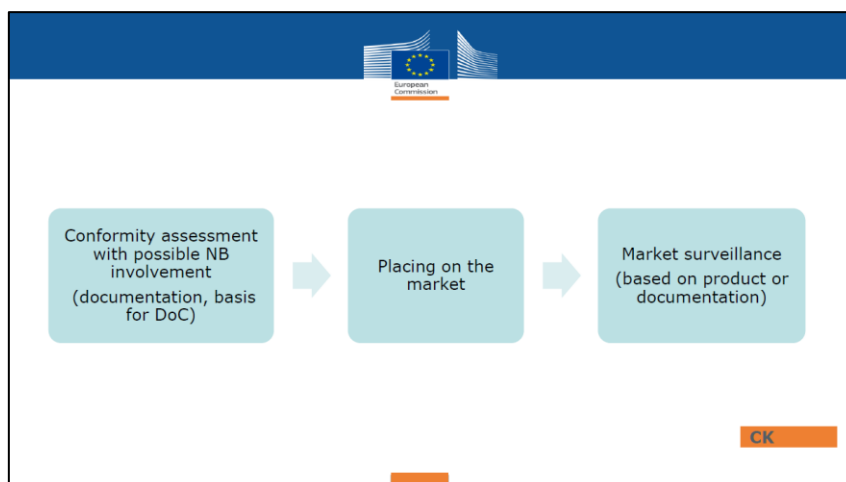 European
Commission
Conformity assessment
with possible NB
involvement
(documentation, basis
for DoC)
Placing on the
market
Market surveillance
(based on product or
documentation)
CK